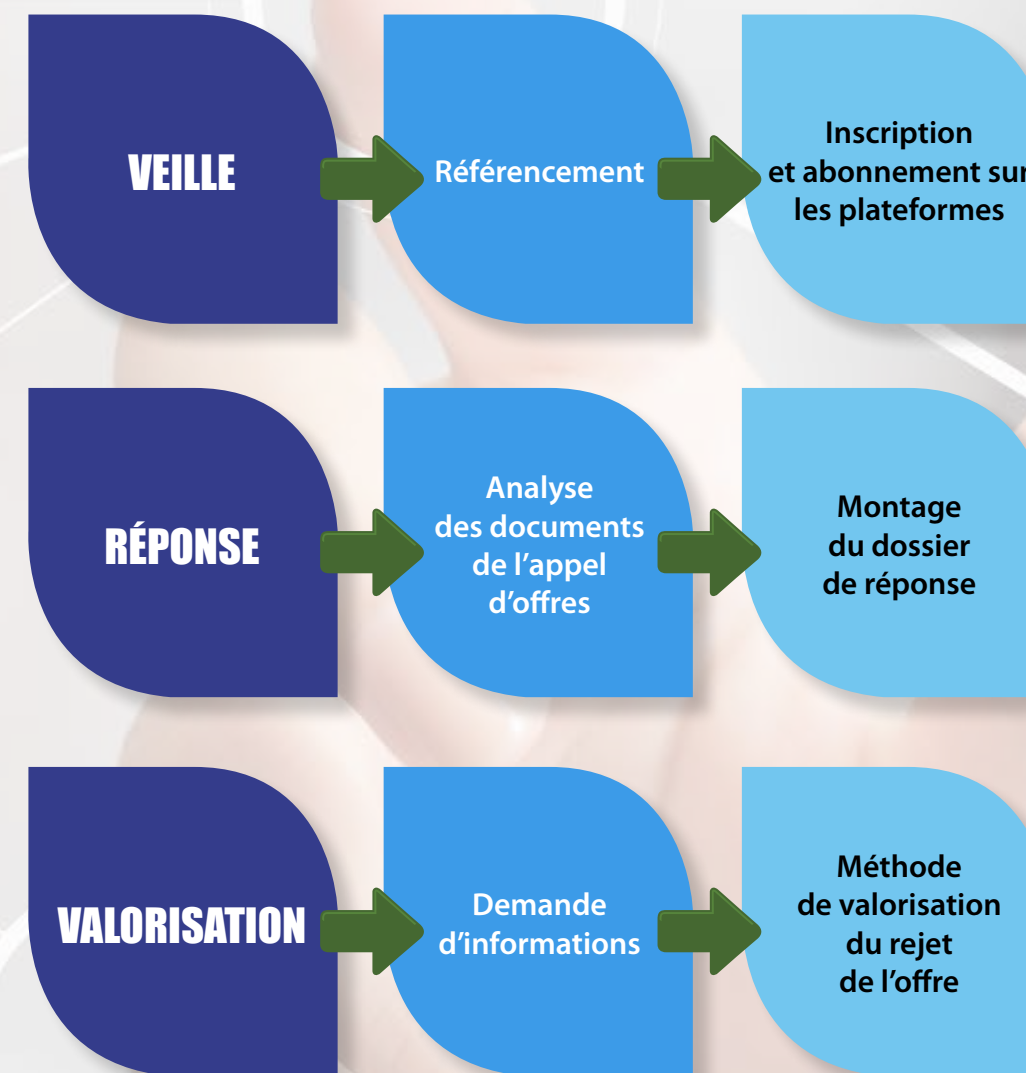 VEILLE
Référencement
Inscription
et abonnement sur
les plateformes
RÉPONSE
Analyse
des documents
de l’appel
d’offres
Montage
du dossier
de réponse
VALORISATION
Demande
d’informations
Méthode
de valorisation
du rejet
de l’offre